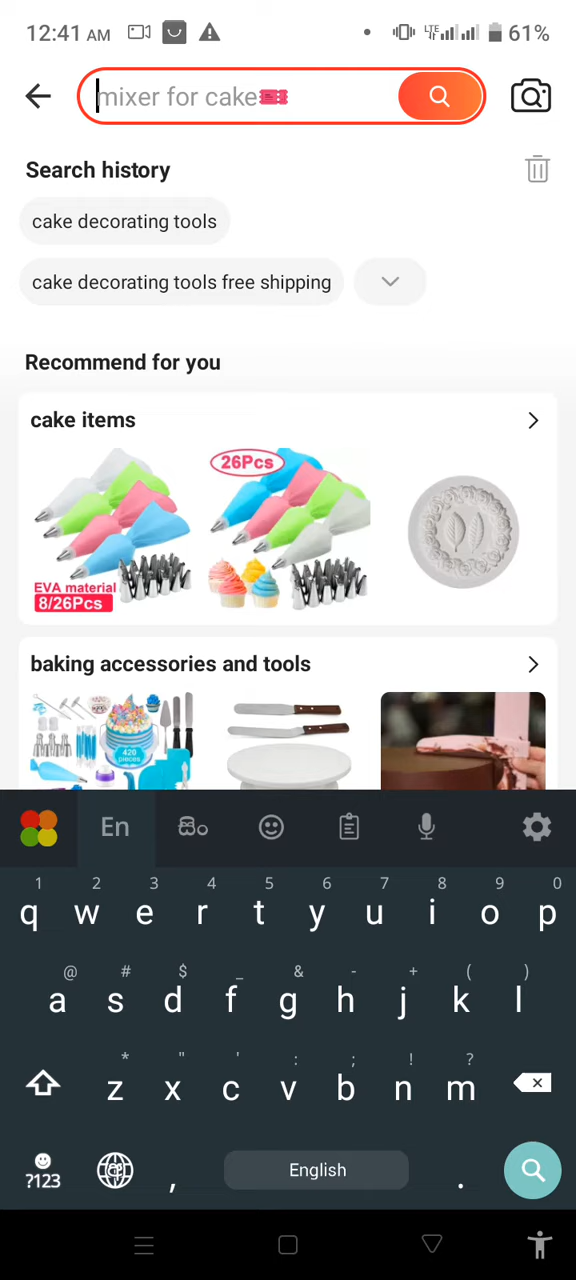 12:41 AM LTE 61%
mixer for cake
Search history
cake decorating tools
cake decorating tools free shipping
Recommend for you
cake items
26Pcs
EVA material
8/26Pcs
baking accessories and tools
420
pieces
En සිං
1 2 3 4 5 6 7 8 9 0
q w e r t y u i o p
@ # $ _ & - + ( )
a s d f g h j k l
* " ' : ; ! ?
z x c v b n m
?123 , English .